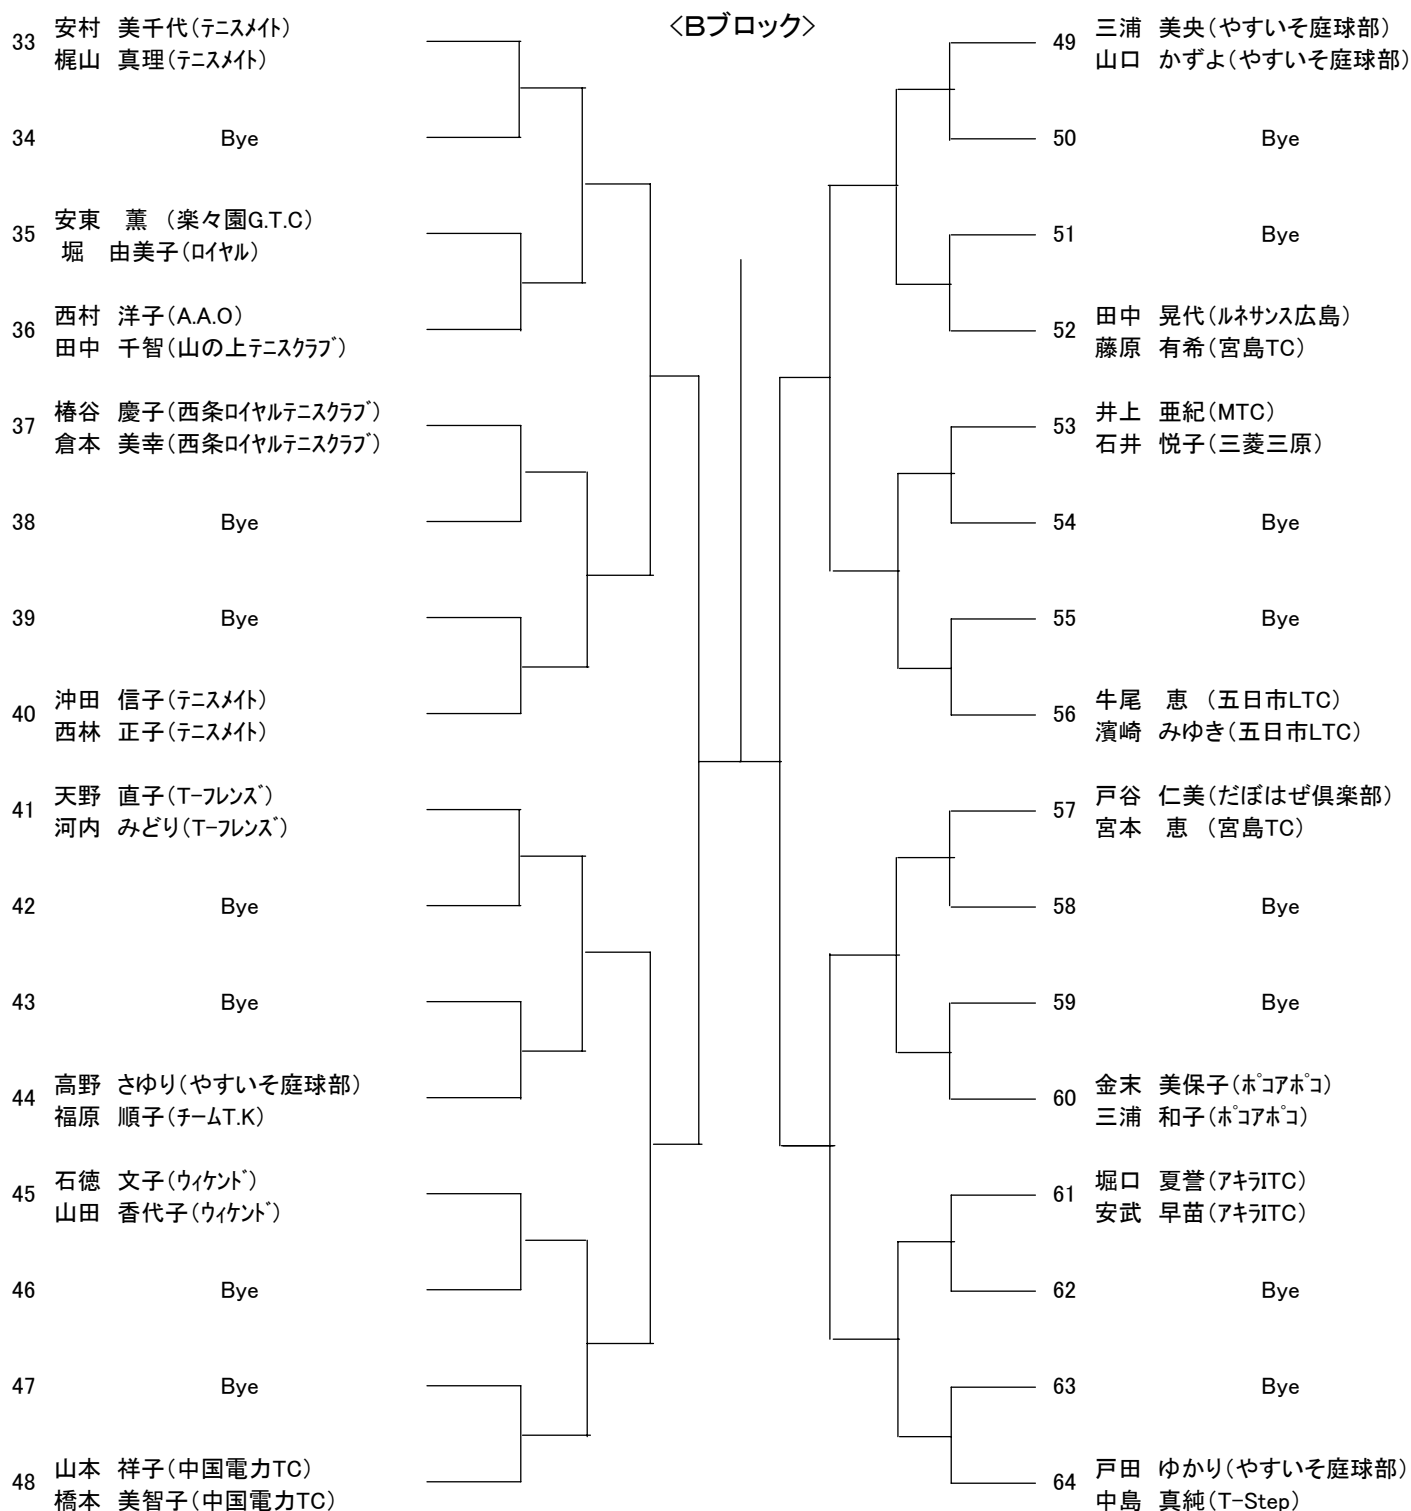 <Bブロック>
33 安村 美千代(テニスメイト)
梶山 真理(テニスメイト)
34 Bye
35 安東 薫 (楽々園G.T.C)
堀 由美子(ロイヤル)
36 西村 洋子(A.A.O)
田中 千智(山の上テニスクラブ)
37 椿谷 慶子(西条ロイヤルテニスクラブ)
倉本 美幸(西条ロイヤルテニスクラブ)
38 Bye
39 Bye
40 沖田 信子(テニスメイト)
西林 正子(テニスメイト)
41 天野 直子(T-フレンズ)
河内 みどり(T-フレンズ)
42 Bye
43 Bye
44 高野 さゆり(やすいそ庭球部)
福原 順子(チームT.K)
45 石徳 文子(ウィケンド)
山田 香代子(ウィケンド)
46 Bye
47 Bye
48 山本 祥子(中国電力TC)
橋本 美智子(中国電力TC)
49 三浦 美央(やすいそ庭球部)
山口 かずよ(やすいそ庭球部)
50 Bye
51 Bye
52 田中 晃代(ルネサンス広島)
藤原 有希(宮島TC)
53 井上 亜紀(MTC)
石井 悦子(三菱三原)
54 Bye
55 Bye
56 牛尾 恵 (五日市LTC)
濱崎 みゆき(五日市LTC)
57 戸谷 仁美(だぼはぜ倶楽部)
宮本 恵 (宮島TC)
58 Bye
59 Bye
60 金末 美保子(ポコアポコ)
三浦 和子(ポコアポコ)
61 堀口 夏誉(アキラITC)
安武 早苗(アキラITC)
62 Bye
63 Bye
64 戸田 ゆかり(やすいそ庭球部)
中島 真純(T-Step)